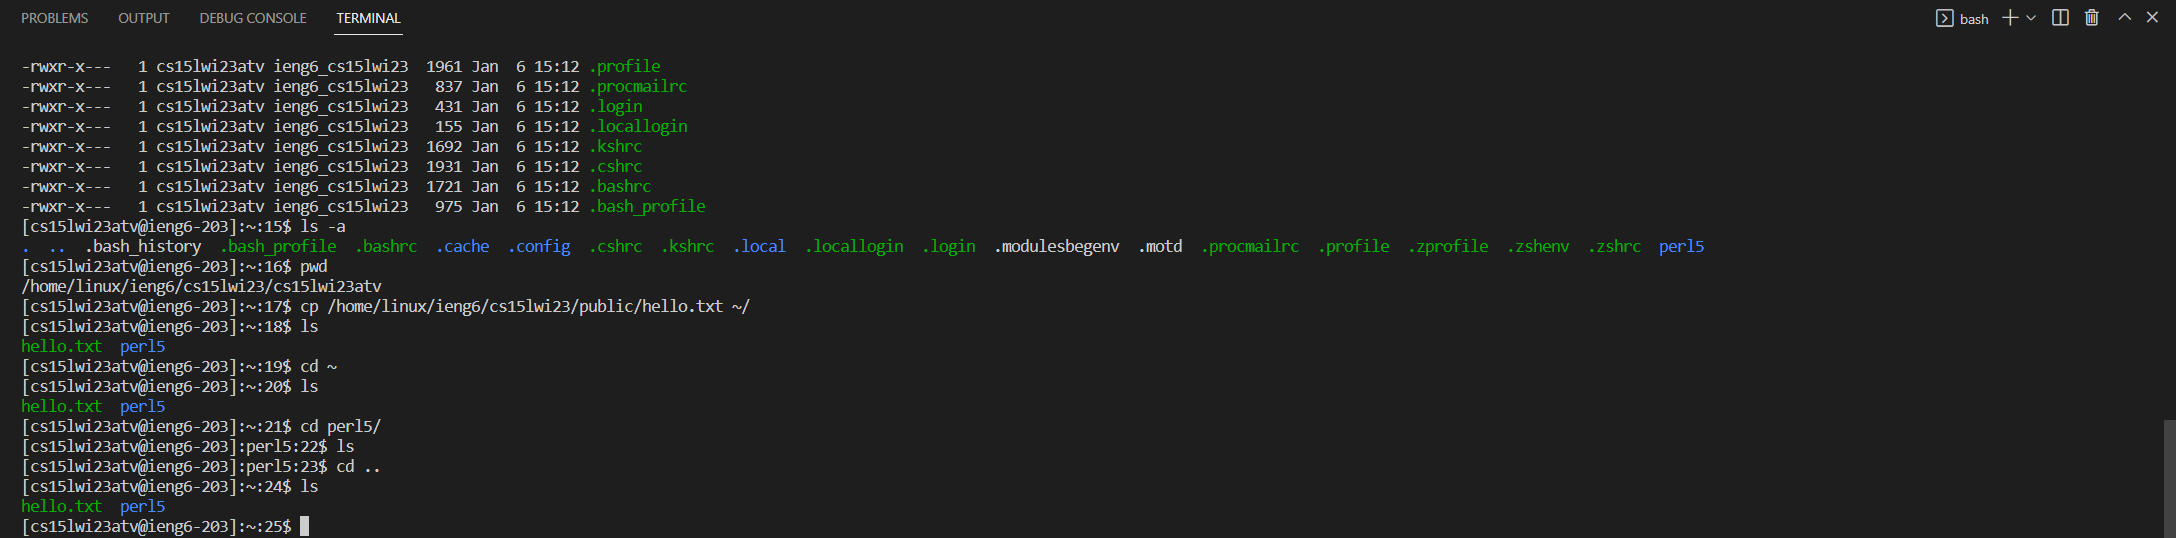 PROBLEMS OUTPUT DEBUG CONSOLE TERMINAL bash
-rwxr-x---   1 cs15lwi23atv ieng6_cs15lwi23  1961 Jan  6 15:12 .profile
-rwxr-x---   1 cs15lwi23atv ieng6_cs15lwi23   837 Jan  6 15:12 .procmailrc
-rwxr-x---   1 cs15lwi23atv ieng6_cs15lwi23   431 Jan  6 15:12 .login
-rwxr-x---   1 cs15lwi23atv ieng6_cs15lwi23   155 Jan  6 15:12 .locallogin
-rwxr-x---   1 cs15lwi23atv ieng6_cs15lwi23  1692 Jan  6 15:12 .kshrc
-rwxr-x---   1 cs15lwi23atv ieng6_cs15lwi23  1931 Jan  6 15:12 .cshrc
-rwxr-x---   1 cs15lwi23atv ieng6_cs15lwi23  1721 Jan  6 15:12 .bashrc
-rwxr-x---   1 cs15lwi23atv ieng6_cs15lwi23   975 Jan  6 15:12 .bash_profile
[cs15lwi23atv@ieng6-203]:~:15$ ls -a
.  ..  .bash_history  .bash_profile  .bashrc  .cache  .config  .cshrc  .kshrc  .local  .locallogin  .login  .modulesbegenv  .motd  .procmailrc  .profile  .zprofile  .zshenv  .zshrc  perl5
[cs15lwi23atv@ieng6-203]:~:16$ pwd
/home/linux/ieng6/cs15lwi23/cs15lwi23atv
[cs15lwi23atv@ieng6-203]:~:17$ cp /home/linux/ieng6/cs15lwi23/public/hello.txt ~/
[cs15lwi23atv@ieng6-203]:~:18$ ls
hello.txt  perl5
[cs15lwi23atv@ieng6-203]:~:19$ cd ~
[cs15lwi23atv@ieng6-203]:~:20$ ls
hello.txt  perl5
[cs15lwi23atv@ieng6-203]:~:21$ cd perl5/
[cs15lwi23atv@ieng6-203]:perl5:22$ ls
[cs15lwi23atv@ieng6-203]:perl5:23$ cd ..
[cs15lwi23atv@ieng6-203]:~:24$ ls
hello.txt  perl5
[cs15lwi23atv@ieng6-203]:~:25$